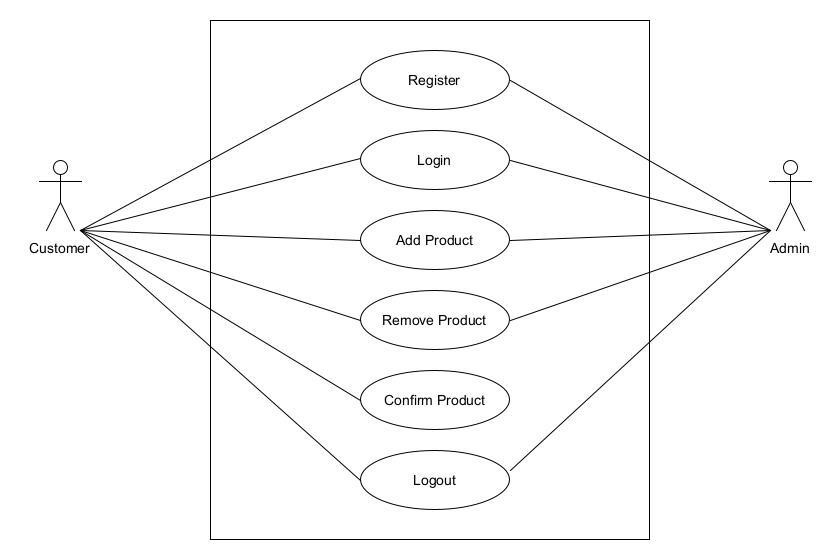 Register
Login
Customer
Add Product
Admin
Remove Product
Confirm Product
Logout